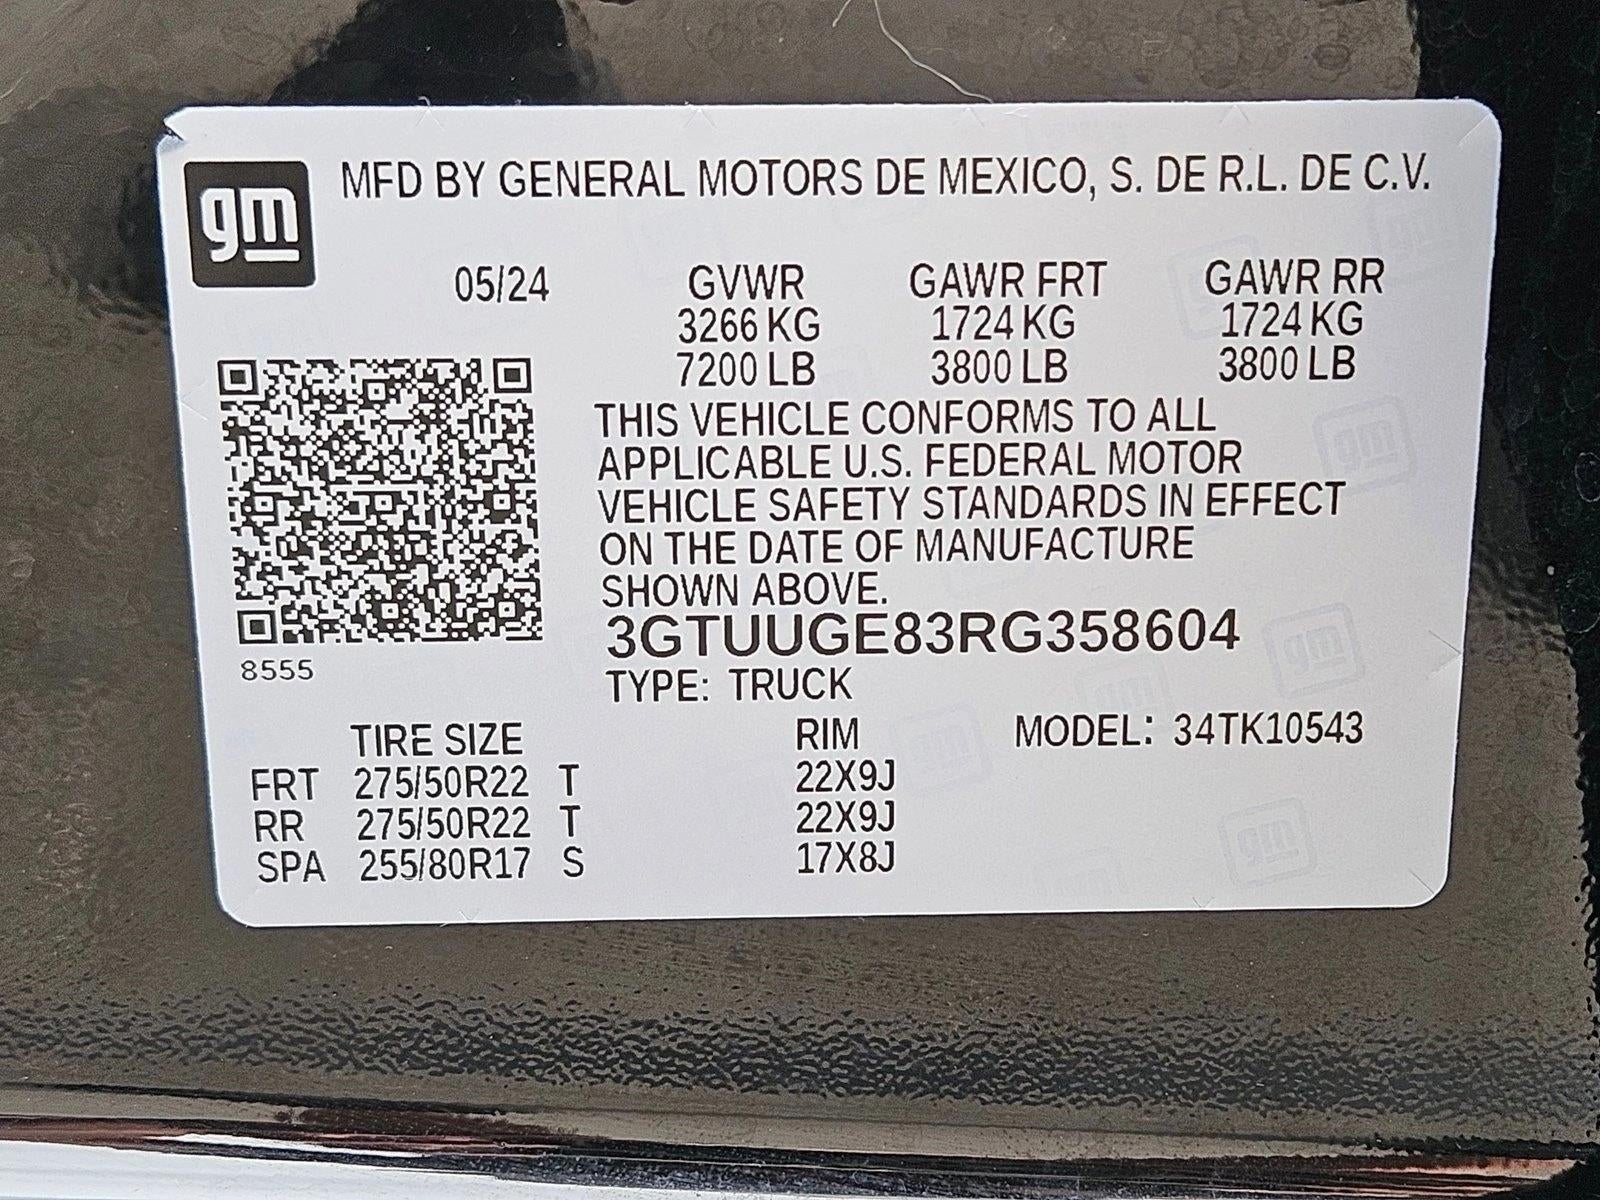 gm MFD BY GENERAL MOTORS DE MEXICO, S. DE R.L. DE C.V.
05/24 GVWR GAWR FRT GAWR RR
3266 KG 1724 KG 1724 KG
7200 LB 3800 LB 3800 LB
THIS VEHICLE CONFORMS TO ALL
APPLICABLE U.S. FEDERAL MOTOR
VEHICLE SAFETY STANDARDS IN EFFECT
ON THE DATE OF MANUFACTURE
SHOWN ABOVE.
3GTUUGE83RG358604
8555
TYPE: TRUCK
TIRE SIZE RIM MODEL: 34TK10543
FRT 275/50R22 T 22X9J
RR 275/50R22 T 22X9J
SPA 255/80R17 S 17X8J